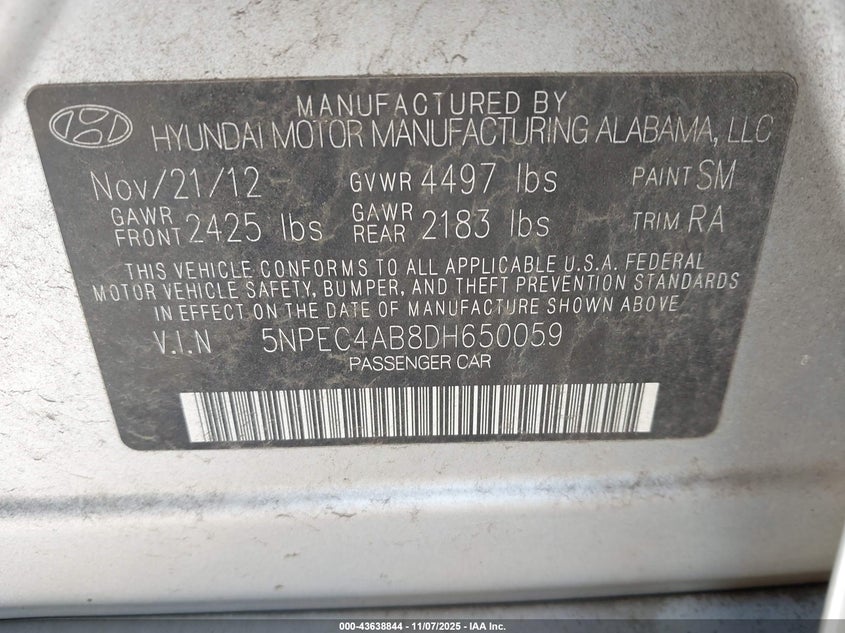 MANUFACTURED BY
HYUNDAI MOTOR MANUFACTURING ALABAMA, LLC
Nov/21/12 GVWR 4497 lbs PAINT SM
GAWR FRONT 2425 lbs GAWR REAR 2183 lbs TRIM RA
THIS VEHICLE CONFORMS TO ALL APPLICABLE U.S.A. FEDERAL
MOTOR VEHICLE SAFETY, BUMPER, AND THEFT PREVENTION STANDARDS
IN EFFECT ON THE DATE OF MANUFACTURE SHOWN ABOVE
V.I.N 5NPEC4AB8DH650059
PASSENGER CAR
000-43638844 - 11/07/2025 - IAA Inc.